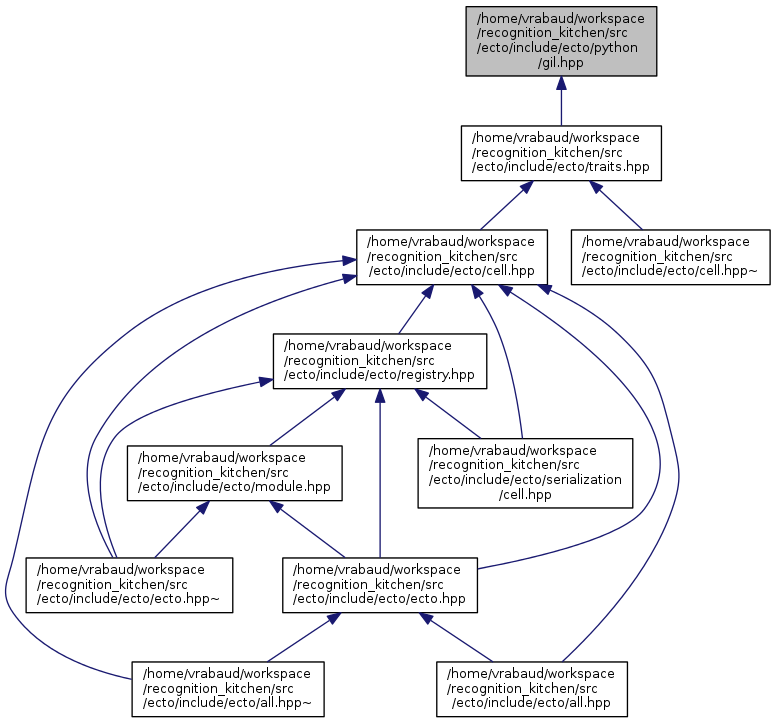 /home/vrabaud/workspace
/recognition_kitchen/src
/ecto/include/ecto/python
/gil.hpp
/home/vrabaud/workspace
/recognition_kitchen/src
/ecto/include/ecto/traits.hpp
/home/vrabaud/workspace
/recognition_kitchen/src
/ecto/include/ecto/cell.hpp
/home/vrabaud/workspace
/recognition_kitchen/src
/ecto/include/ecto/cell.hpp~
/home/vrabaud/workspace
/recognition_kitchen/src
/ecto/include/ecto/registry.hpp
/home/vrabaud/workspace
/recognition_kitchen/src
/ecto/include/ecto/module.hpp
/home/vrabaud/workspace
/recognition_kitchen/src
/ecto/include/ecto/serialization
/cell.hpp
/home/vrabaud/workspace
/recognition_kitchen/src
/ecto/include/ecto/ecto.hpp~
/home/vrabaud/workspace
/recognition_kitchen/src
/ecto/include/ecto/ecto.hpp
/home/vrabaud/workspace
/recognition_kitchen/src
/ecto/include/ecto/all.hpp~
/home/vrabaud/workspace
/recognition_kitchen/src
/ecto/include/ecto/all.hpp